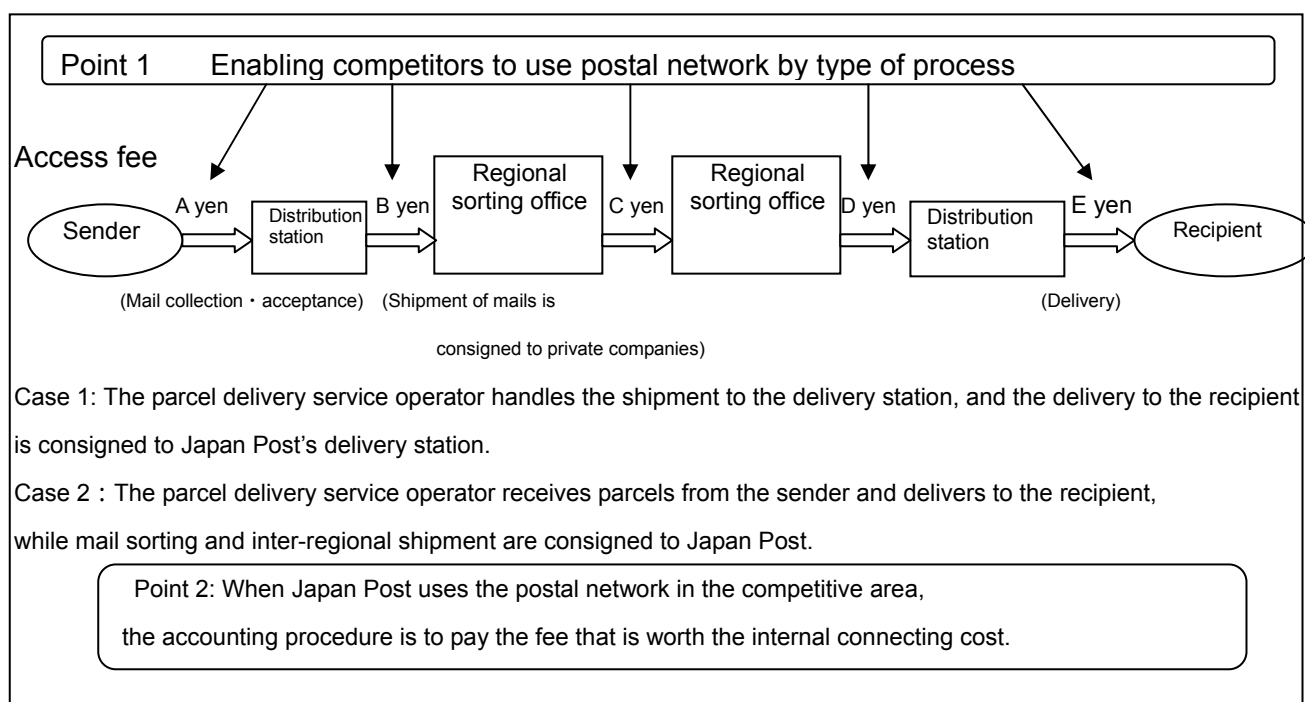 Point 1 Enabling competitors to use postal network by type of process
Access fee
Sender
A yen
Distribution
station
B yen
Regional
sorting office
C yen
Regional
sorting office
D yen
Distribution
station
E yen
Recipient
(Mail collection・acceptance)
(Shipment of mails is
consigned to private companies)
(Delivery)
Case 1: The parcel delivery service operator handles the shipment to the delivery station, and the delivery to the recipient
is consigned to Japan Post's delivery station.
Case 2：The parcel delivery service operator receives parcels from the sender and delivers to the recipient,
while mail sorting and inter-regional shipment are consigned to Japan Post.
Point 2: When Japan Post uses the postal network in the competitive area,
the accounting procedure is to pay the fee that is worth the internal connecting cost.